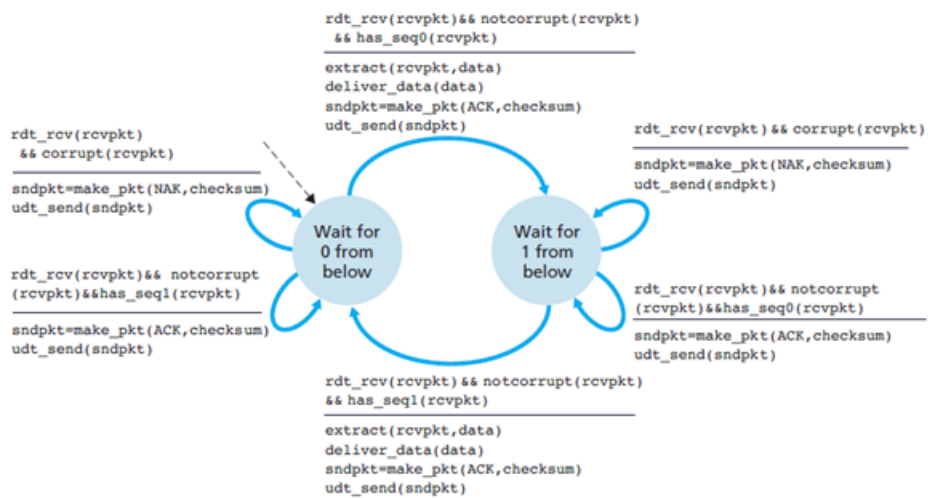 rdt_rcv(rcvpkt)&& notcorrupt(rcvpkt)
&& has_seq0(rcvpkt)
extract(rcvpkt,data)
deliver_data(data)
sndpkt=make_pkt(ACK,checksum)
udt_send(sndpkt)
rdt_rcv(rcvpkt)
&& corrupt(rcvpkt)
sndpkt=make_pkt(NAK,checksum)
udt_send(sndpkt)
rdt_rcv(rcvpkt) && corrupt(rcvpkt)
sndpkt=make_pkt(NAK,checksum)
udt_send(sndpkt)
Wait for
0 from
below
Wait for
1 from
below
rdt_rcv(rcvpkt)&& notcorrupt
(rcvpkt)&&has_seq1(rcvpkt)
sndpkt=make_pkt(ACK,checksum)
udt_send(sndpkt)
rdt_rcv(rcvpkt)&& notcorrupt
(rcvpkt)&&has_seq0(rcvpkt)
sndpkt=make_pkt(ACK,checksum)
udt_send(sndpkt)
rdt_rcv(rcvpkt)&& notcorrupt(rcvpkt)
&& has_seq1(rcvpkt)
extract(rcvpkt,data)
deliver_data(data)
sndpkt=make_pkt(ACK,checksum)
udt_send(sndpkt)